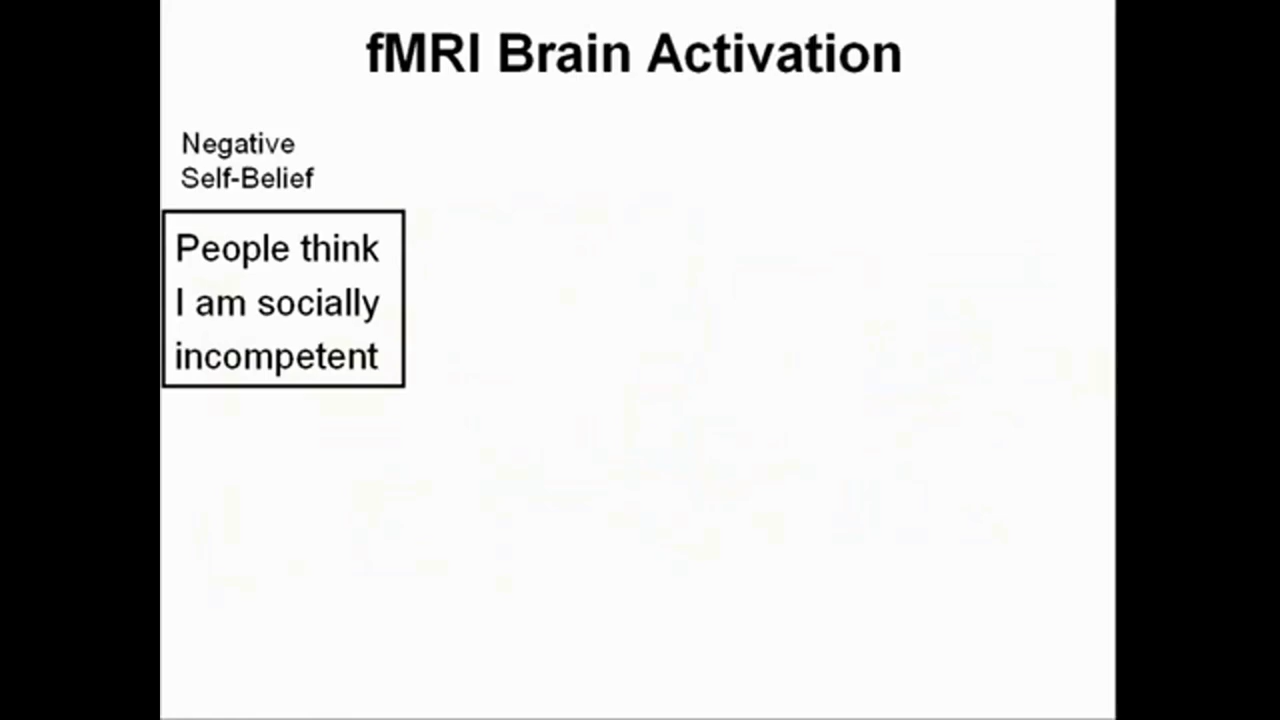 fMRI Brain Activation
Negative
Self-Belief
People think
I am socially
incompetent